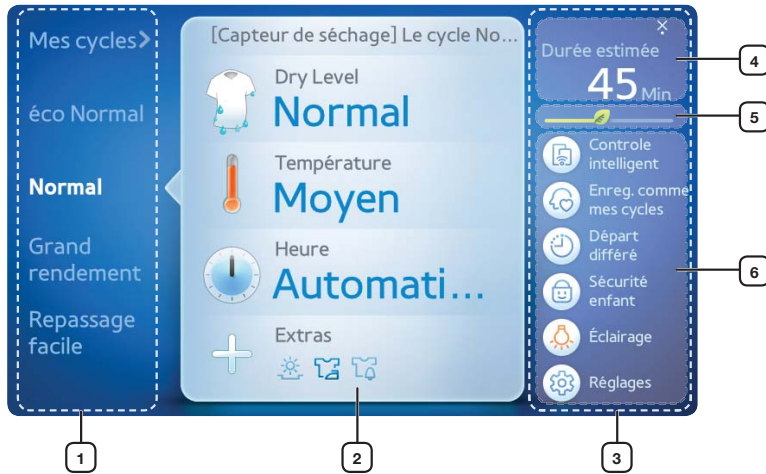 Mes cycles>
éco Normal
Normal
Grand
rendement
Repassage
facile
[Capteur de séchage] Le cycle No...
Dry Level
Normal
Température
Moyen
Heure
Automati...
Extras
Durée estimée
45 Min
Controle
intelligent
Enreg. comme
mes cycles
Départ
différé
Sécurité
enfant
Éclairage
Réglages
4
5
6
1
2
3